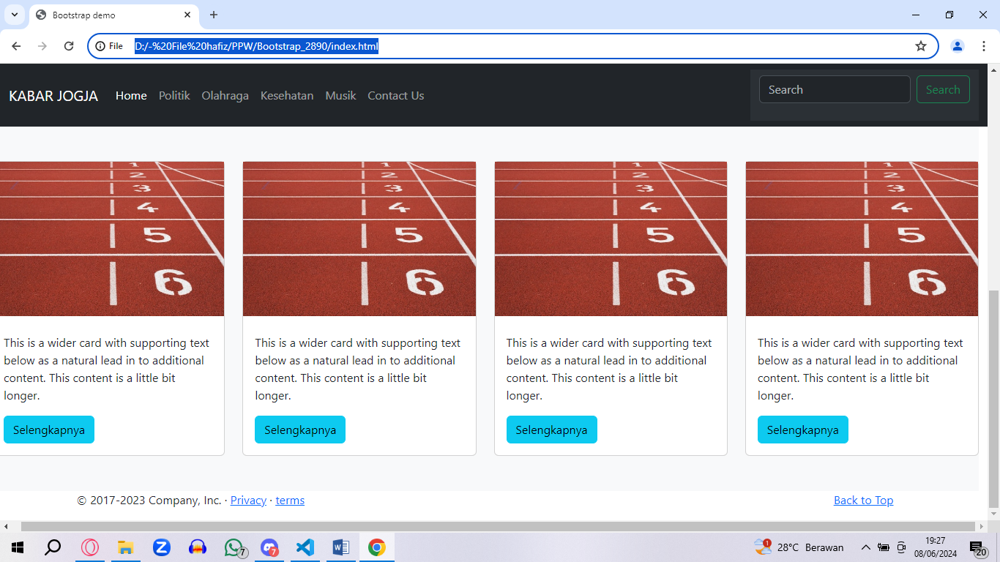 Bootstrap demo
File D:/-%20File%20hafiz/PPW/Bootstrap_2890/index.html
KABAR JOGJA Home Politik Olahraga Kesehatan Musik Contact Us Search Search
1 2 3 4 5 6
1 2 3 4 5 6
1 2 3 4 5 6
1 2 3 4 5 6
This is a wider card with supporting text
below as a natural lead in to additional
content. This content is a little bit
longer.
Selengkapnya
This is a wider card with supporting text
below as a natural lead in to additional
content. This content is a little bit
longer.
Selengkapnya
This is a wider card with supporting text
below as a natural lead in to additional
content. This content is a little bit
longer.
Selengkapnya
This is a wider card with supporting text
below as a natural lead in to additional
content. This content is a little bit
longer.
Selengkapnya
© 2017-2023 Company, Inc. · Privacy · terms Back to Top
7 7 1 28°C Berawan 19:27
08/06/2024
20